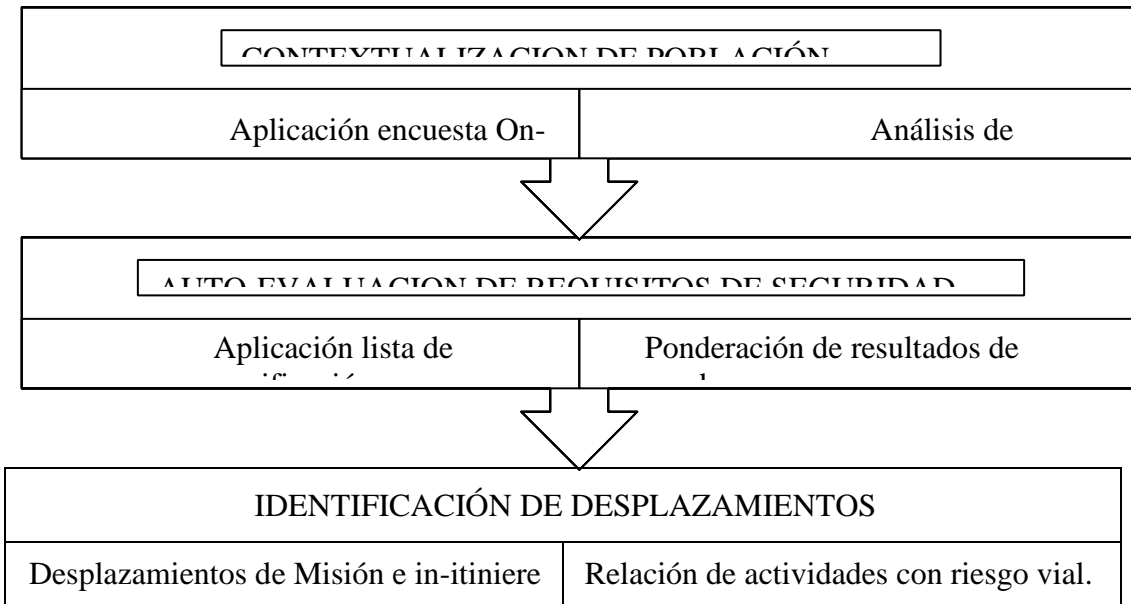 CONTEXTUALIZACION DE POBLACIÓN
Aplicación encuesta On-
Análisis de
AUTO-EVALUACION DE REQUISITOS DE SEGURIDAD
Aplicación lista de
Ponderación de resultados de
IDENTIFICACIÓN DE DESPLAZAMIENTOS
Desplazamientos de Misión e in-itiniere
Relación de actividades con riesgo vial.